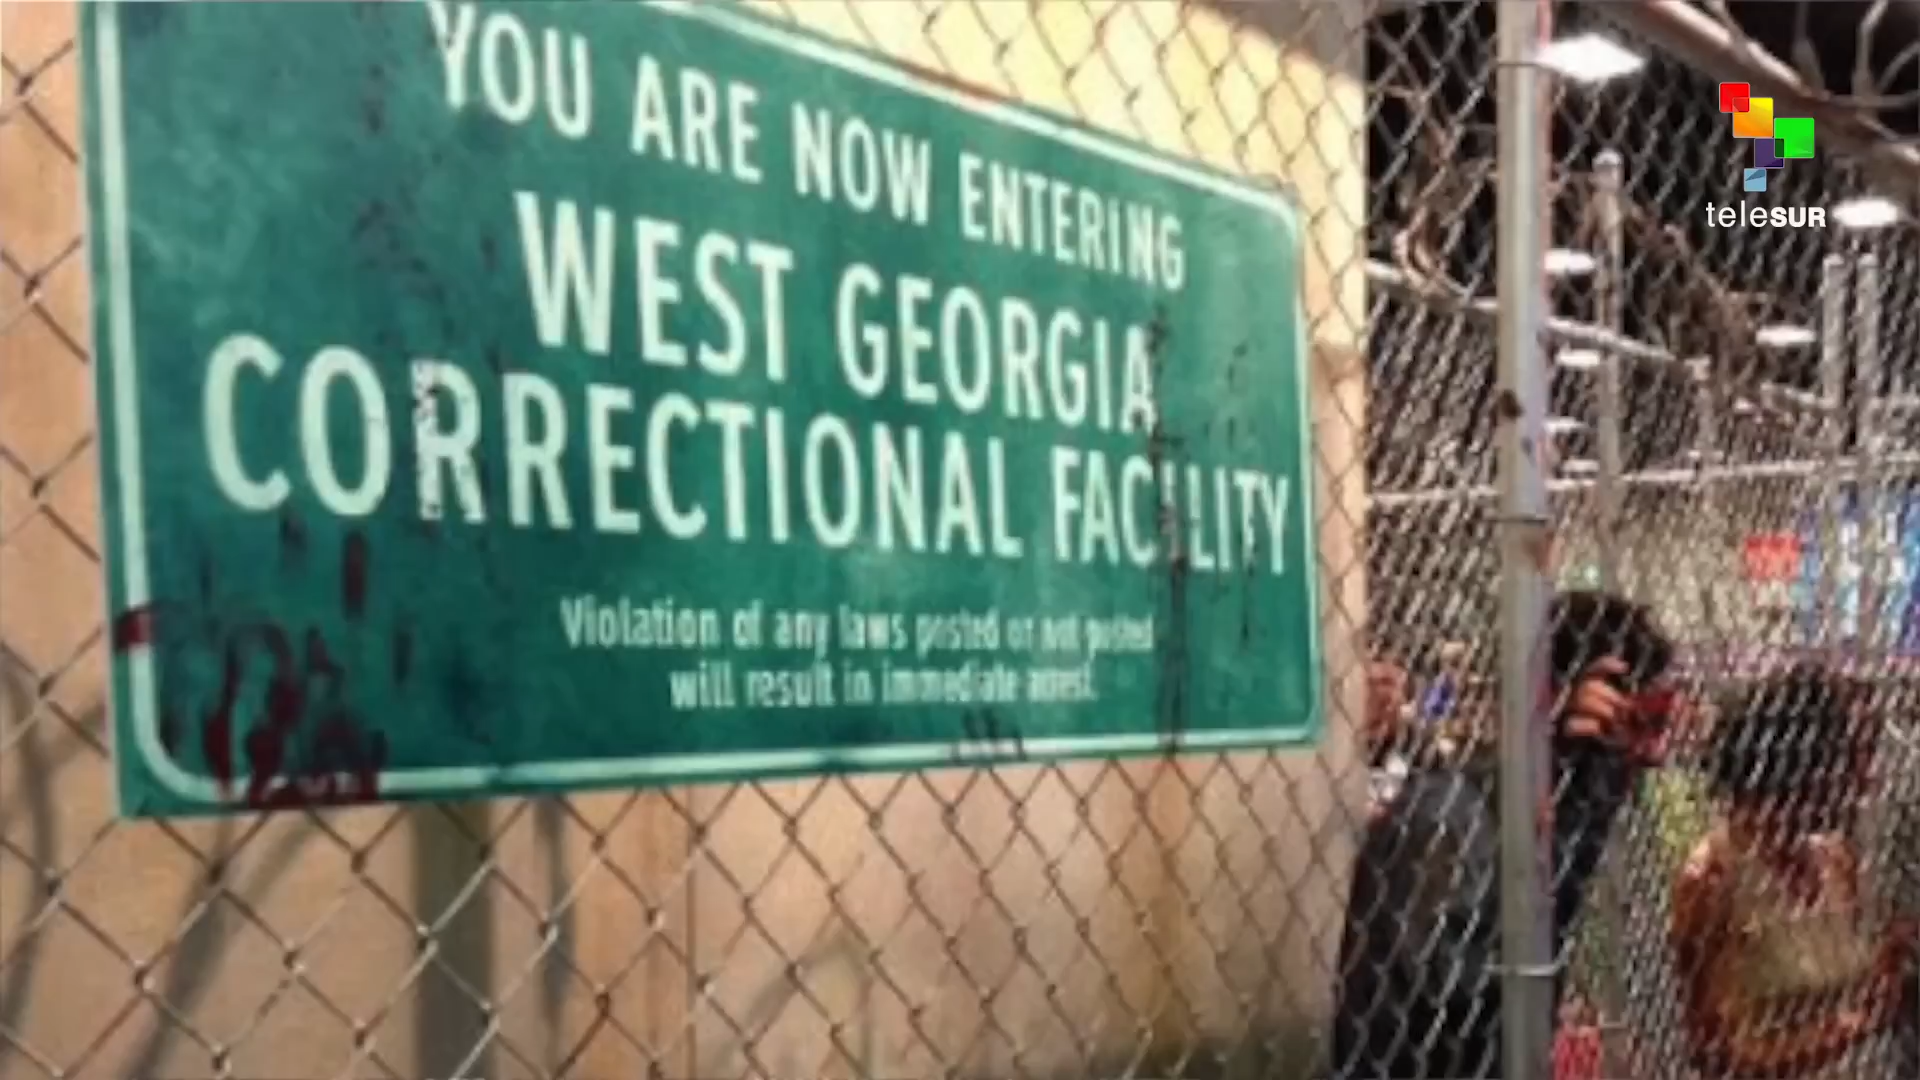 YOU ARE NOW ENTERING
WEST GEORGIA
CORRECTIONAL FACILITY
Violation of any laws posted or not posted
will result in immediate arrest.
teleSUR